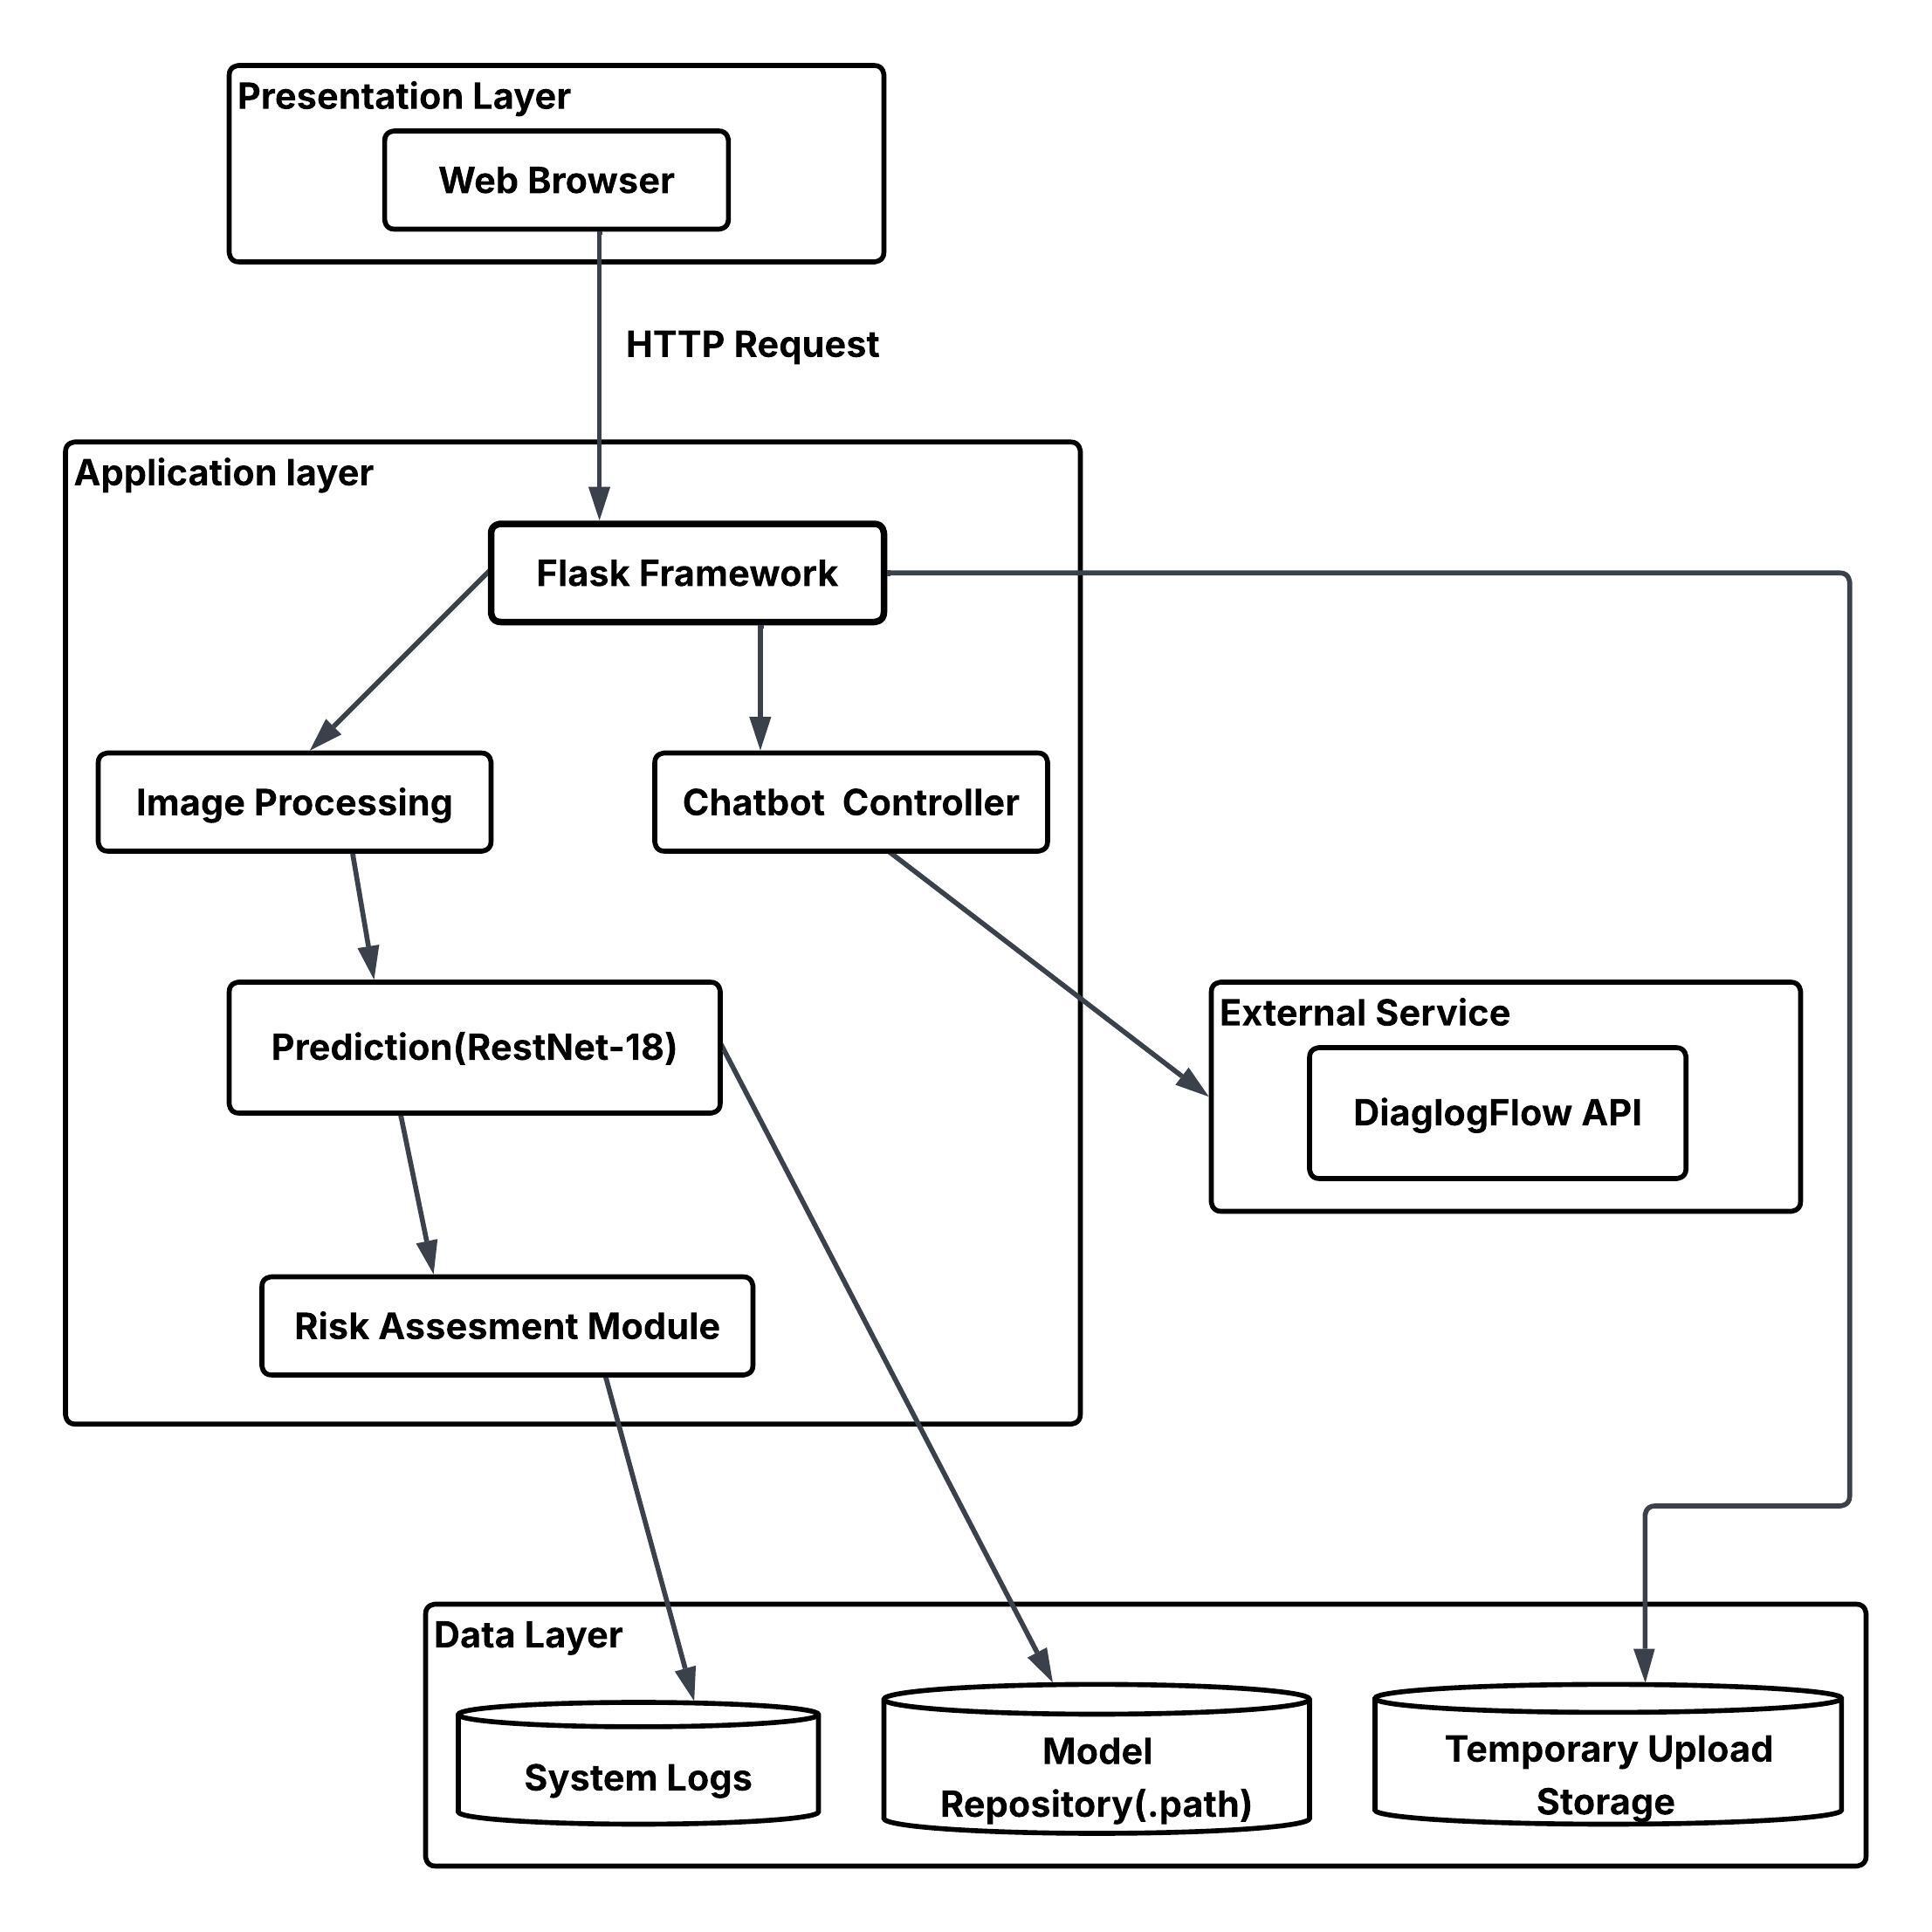 Presentation Layer
Web Browser
HTTP Request
Application layer
Flask Framework
Image Processing
Chatbot  Controller
Prediction(RestNet-18)
External Service
DiaglogFlow API
Risk Assesment Module
Data Layer
System Logs
Model
Repository(.path)
Temporary Upload
Storage